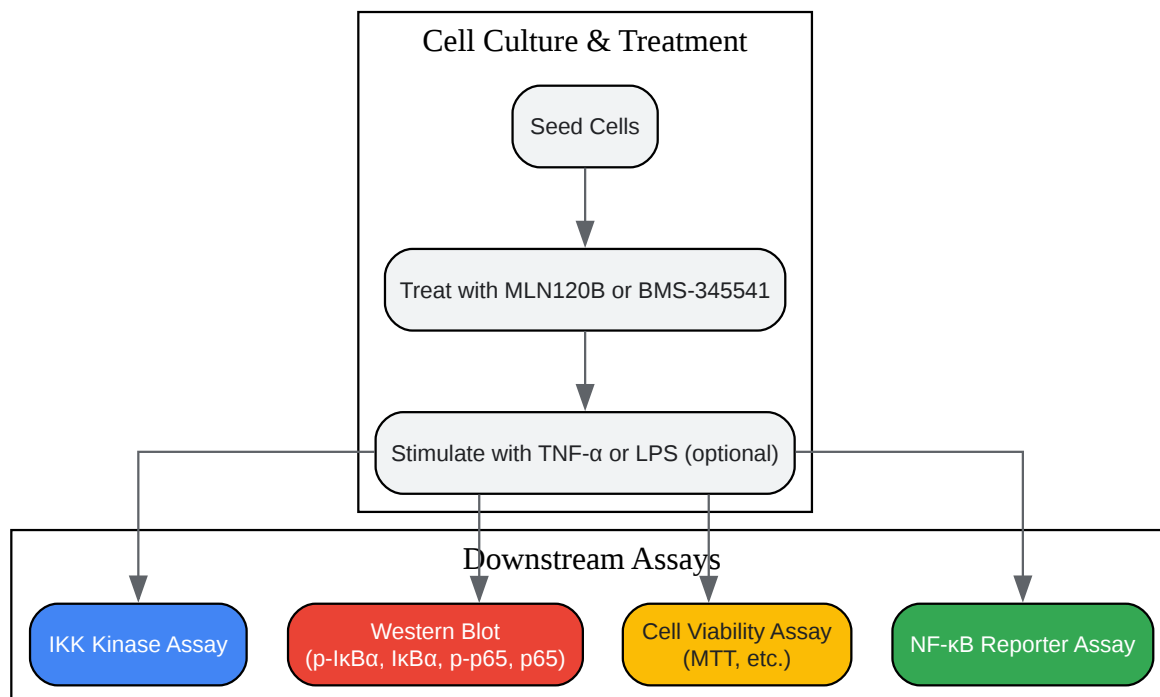 Cell Culture & Treatment
Seed Cells
Treat with MLN120B or BMS-345541
Stimulate with TNF-α or LPS (optional)
Downstream Assays
IKK Kinase Assay
Western Blot
(p-IκBα, IκBα, p-p65, p65)
Cell Viability Assay
(MTT, etc.)
NF-κB Reporter Assay